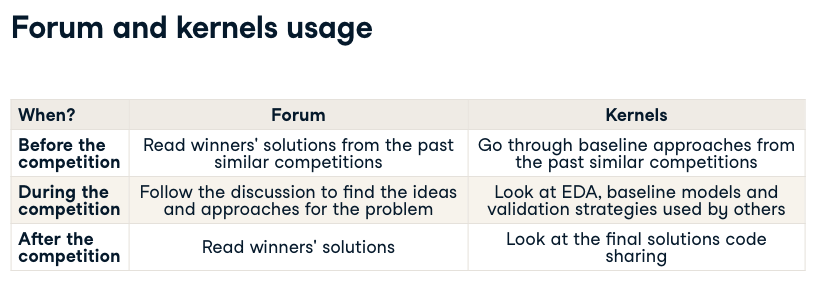 Forum and kernels usage
When? Forum Kernels
Before the competition
Read winners' solutions from the past
similar competitions
Go through baseline approaches from
the past similar competitions
During the competition
Follow the discussion to find the ideas
and approaches for the problem
Look at EDA, baseline models and
validation strategies used by others
After the competition
Read winners' solutions
Look at the final solutions code
sharing